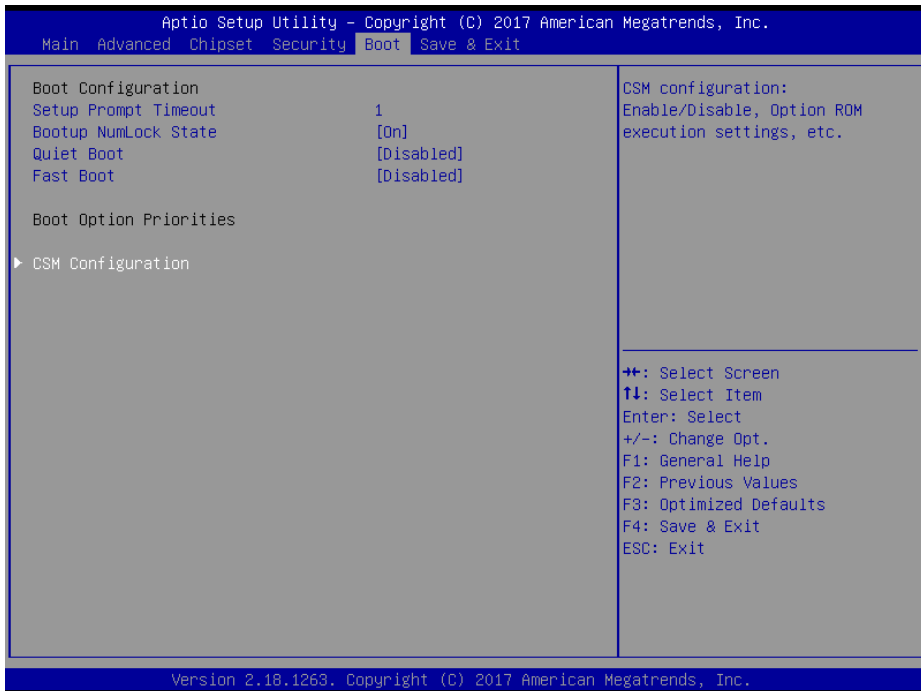 Aptio Setup Utility – Copyright (C) 2017 American Megatrends, Inc.
Main Advanced Chipset Security Boot Save & Exit
Boot Configuration
Setup Prompt Timeout 1
Bootup NumLock State [On]
Quiet Boot [Disabled]
Fast Boot [Disabled]
Boot Option Priorities
▶ CSM Configuration
CSM configuration:
Enable/Disable, Option ROM
execution settings, etc.
→←: Select Screen
↑↓: Select Item
Enter: Select
+/-: Change Opt.
F1: General Help
F2: Previous Values
F3: Optimized Defaults
F4: Save & Exit
ESC: Exit
Version 2.18.1263. Copyright (C) 2017 American Megatrends, Inc.